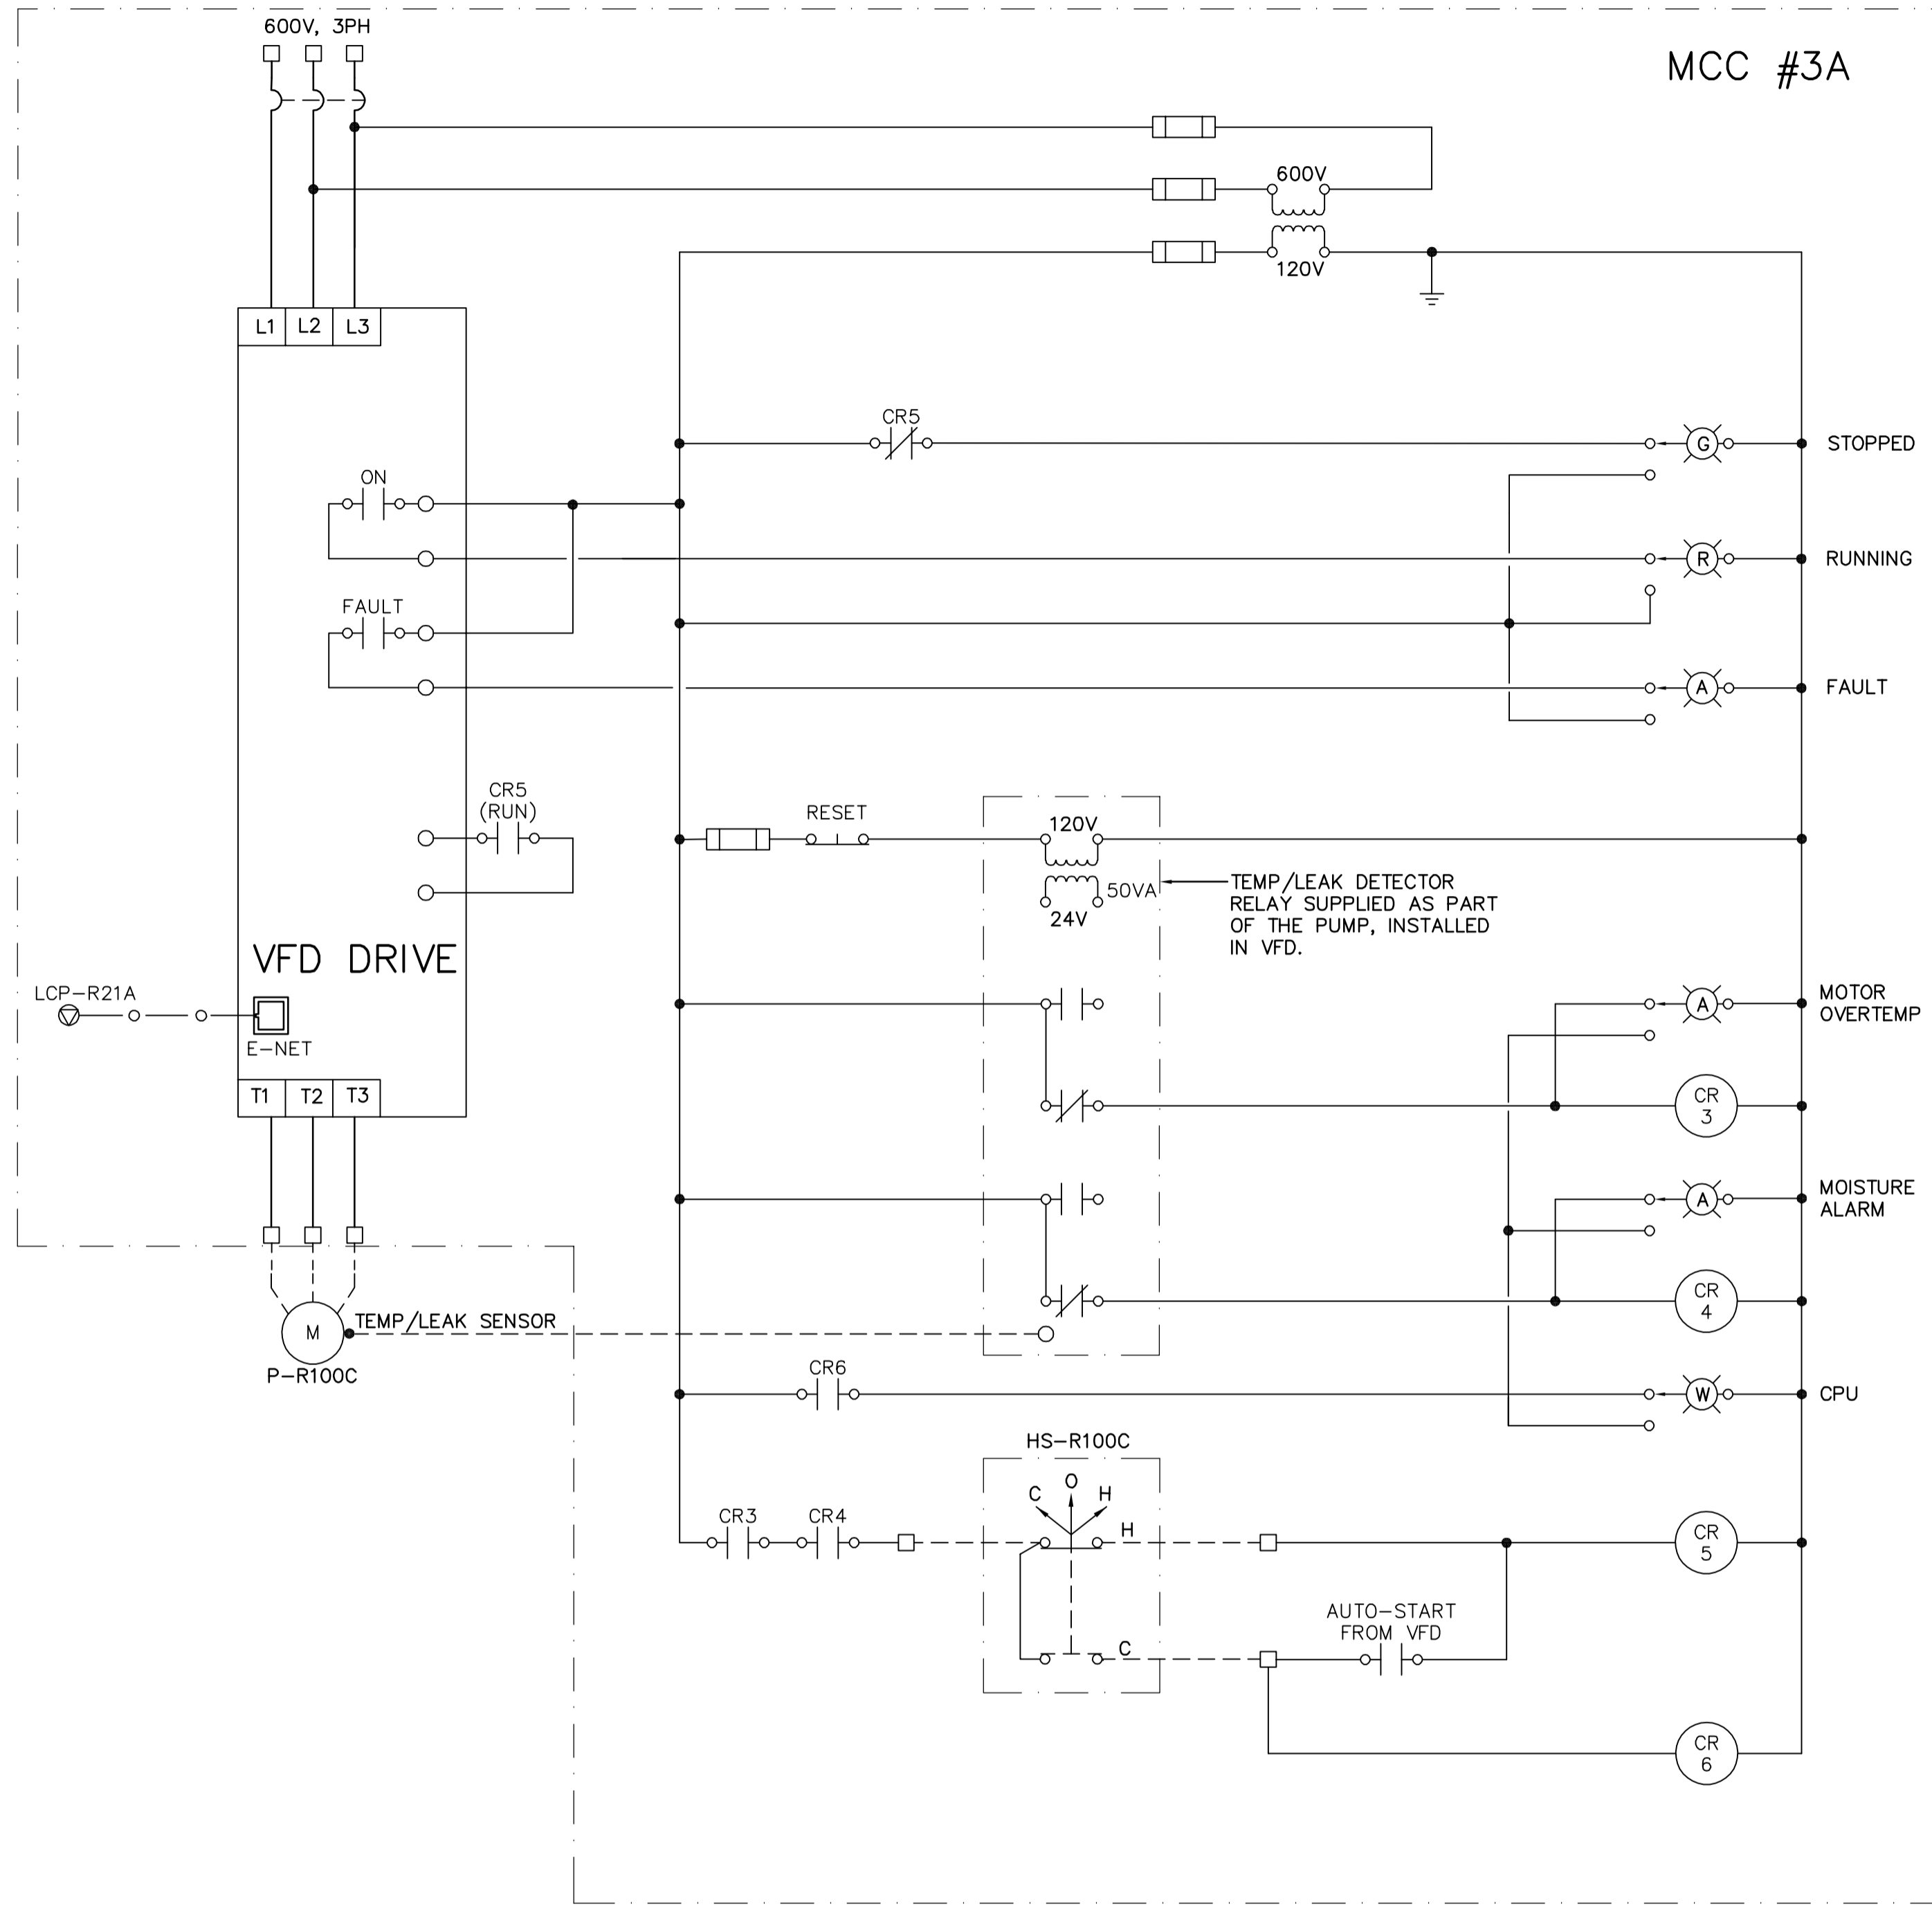 600V, 3PH
MCC #3A
600V
120V
L1 L2 L3
CR5
G
STOPPED
ON
R
RUNNING
FAULT
A
FAULT
CR5
(RUN)
RESET
120V
50VA
24V
TEMP/LEAK DETECTOR
RELAY SUPPLIED AS PART
OF THE PUMP, INSTALLED
IN VFD.
VFD DRIVE
LCP-R21A
E-NET
A
MOTOR
OVERTEMP
T1 T2 T3
CR
3
A
MOISTURE
ALARM
CR
4
TEMP/LEAK SENSOR
M
P-R100C
CR6
W
CPU
HS-R100C
C O H
H
CR3 CR4
CR
5
AUTO-START
FROM VFD
C
CR
6